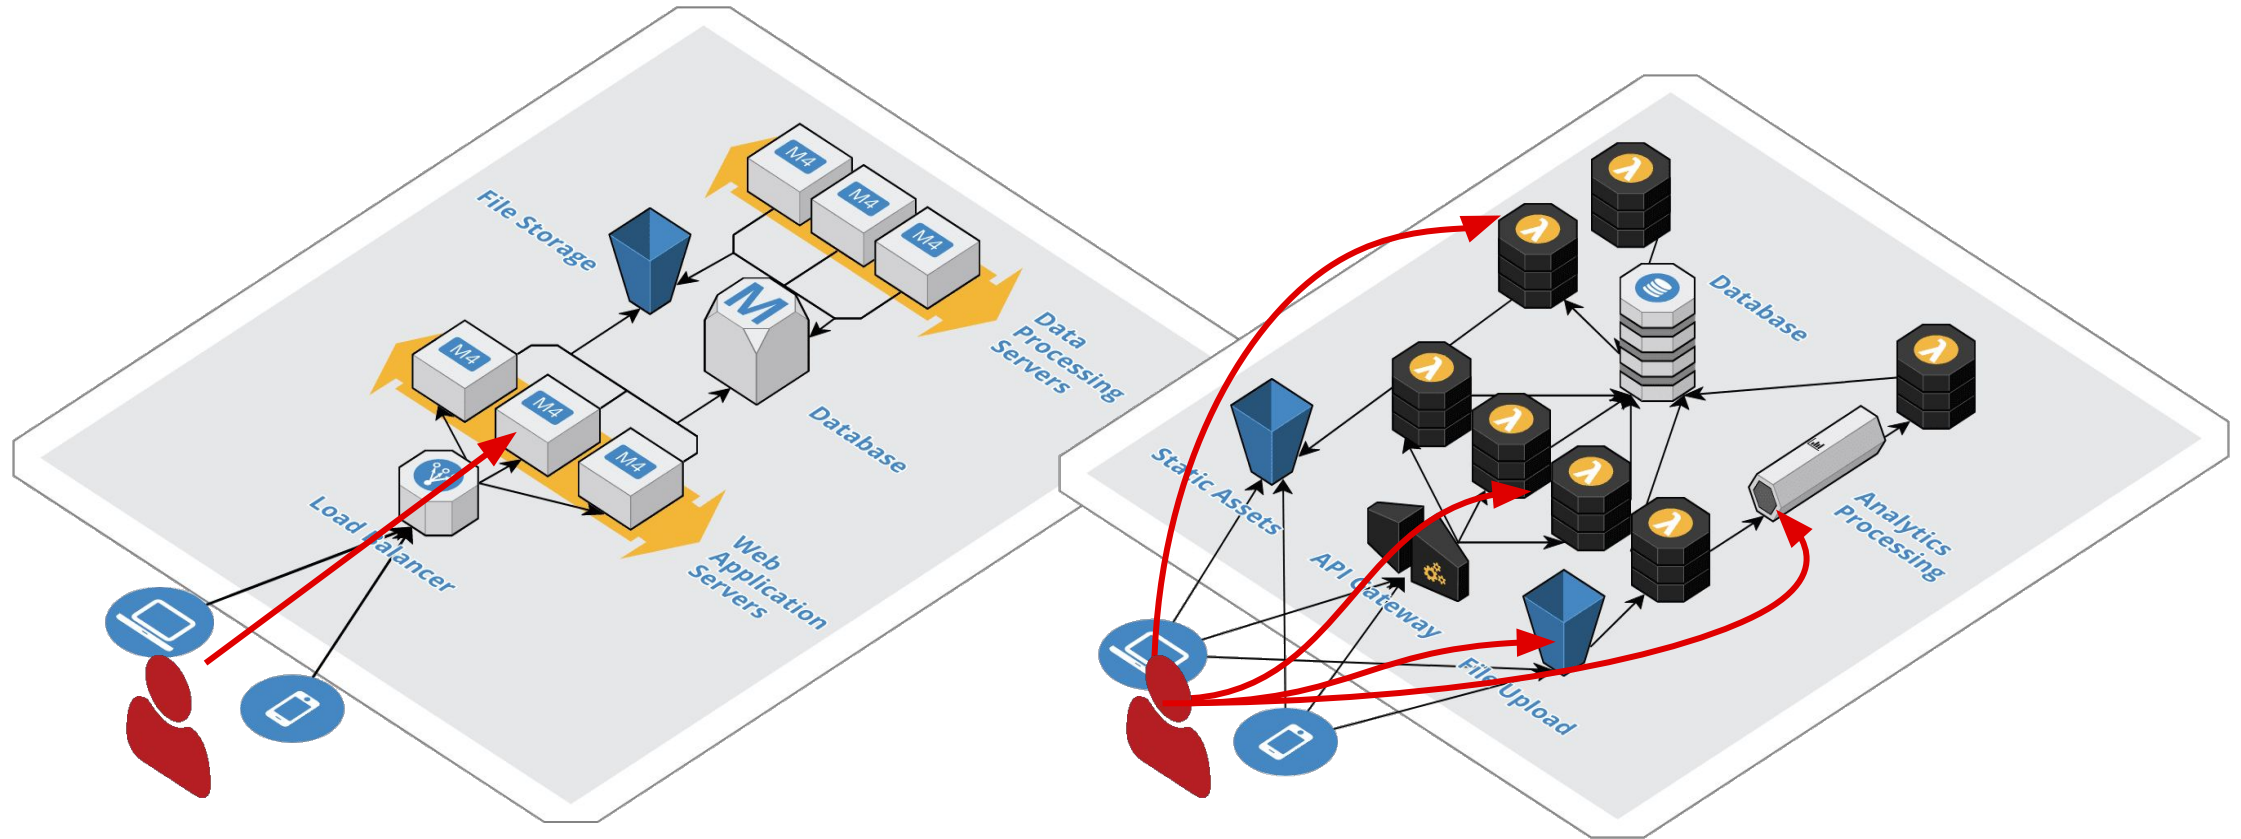 File Storage
M4
M4
M4
M
Data
Processing
Servers
M4
M4
M4
Database
Load Balancer
Web
Application
Servers
λ
λ
Database
λ
λ
λ
λ
λ
Static Assets
API Gateway
Analytics
Processing
File Upload